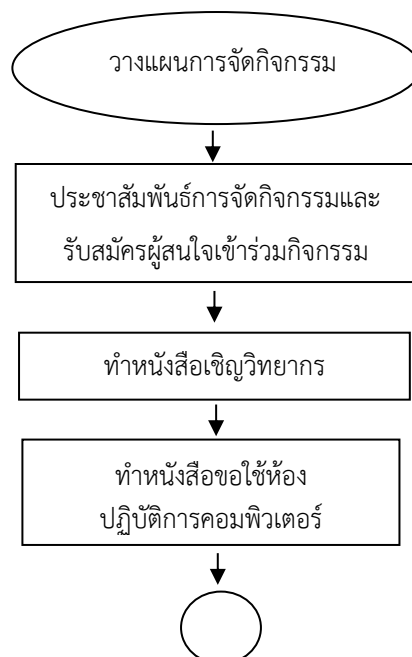 วางแผนการจัดกิจกรรม
ประชาสัมพันธ์การจัดกิจกรรมและ
รับสมัครผู้สนใจเข้าร่วมกิจกรรม
ทำหนังสือเชิญวิทยากร
ทำหนังสือขอใช้ห้อง
ปฏิบัติการคอมพิวเตอร์